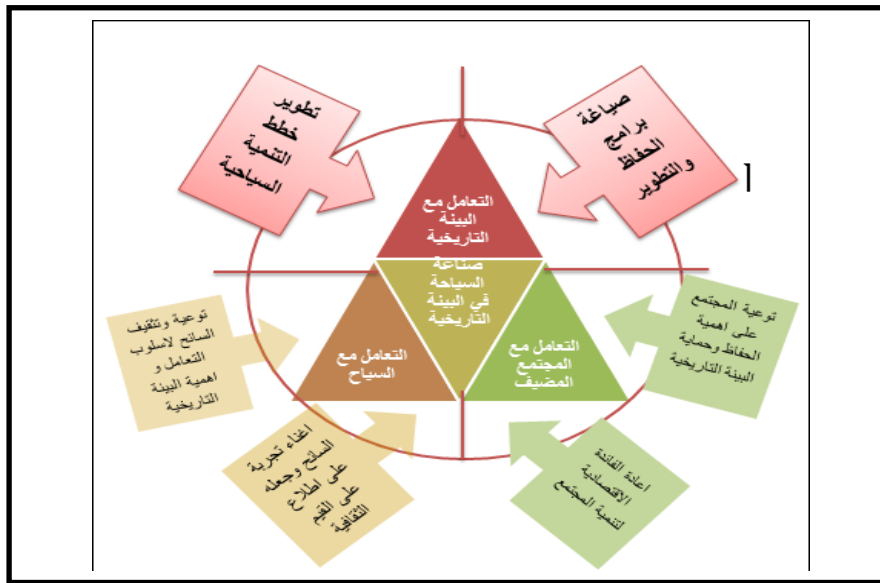 صياغة
برامج
الحفاظ
والتطوير
تطوير
خطط
التنمية
السياحية
أ
التعامل مع
البيئة
التاريخية
صناعة
السياحة
في البيئة
التاريخية
التعامل مع
المجتمع
المضيف
التعامل مع
السياح
توعية المجتمع
على اهمية
الحفاظ وحماية
البيئة التاريخية
توعية وتثقيف
السائح لاسلوب
التعامل و
اهمية البيئة
التاريخية
اعادة الفائدة
الاقتصادية
لتنمية المجتمع
اغناء تجربة
السائح وجعله
على اطلاع
على القيم
الثقافية